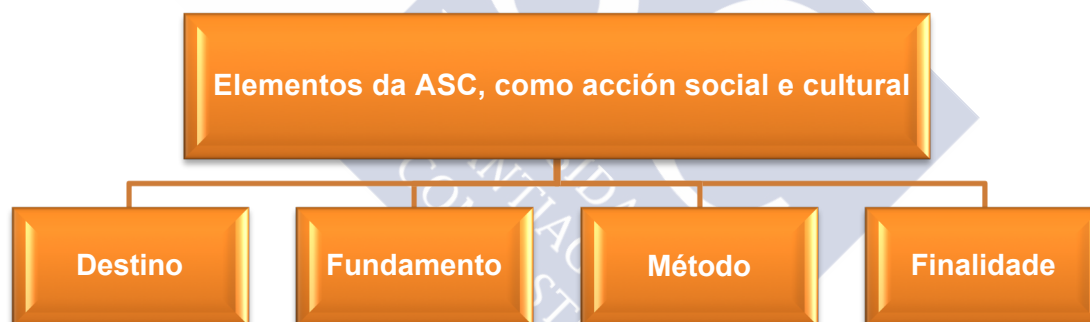 Elementos da ASC, como acción social e cultural
Destino
Fundamento
Método
Finalidade